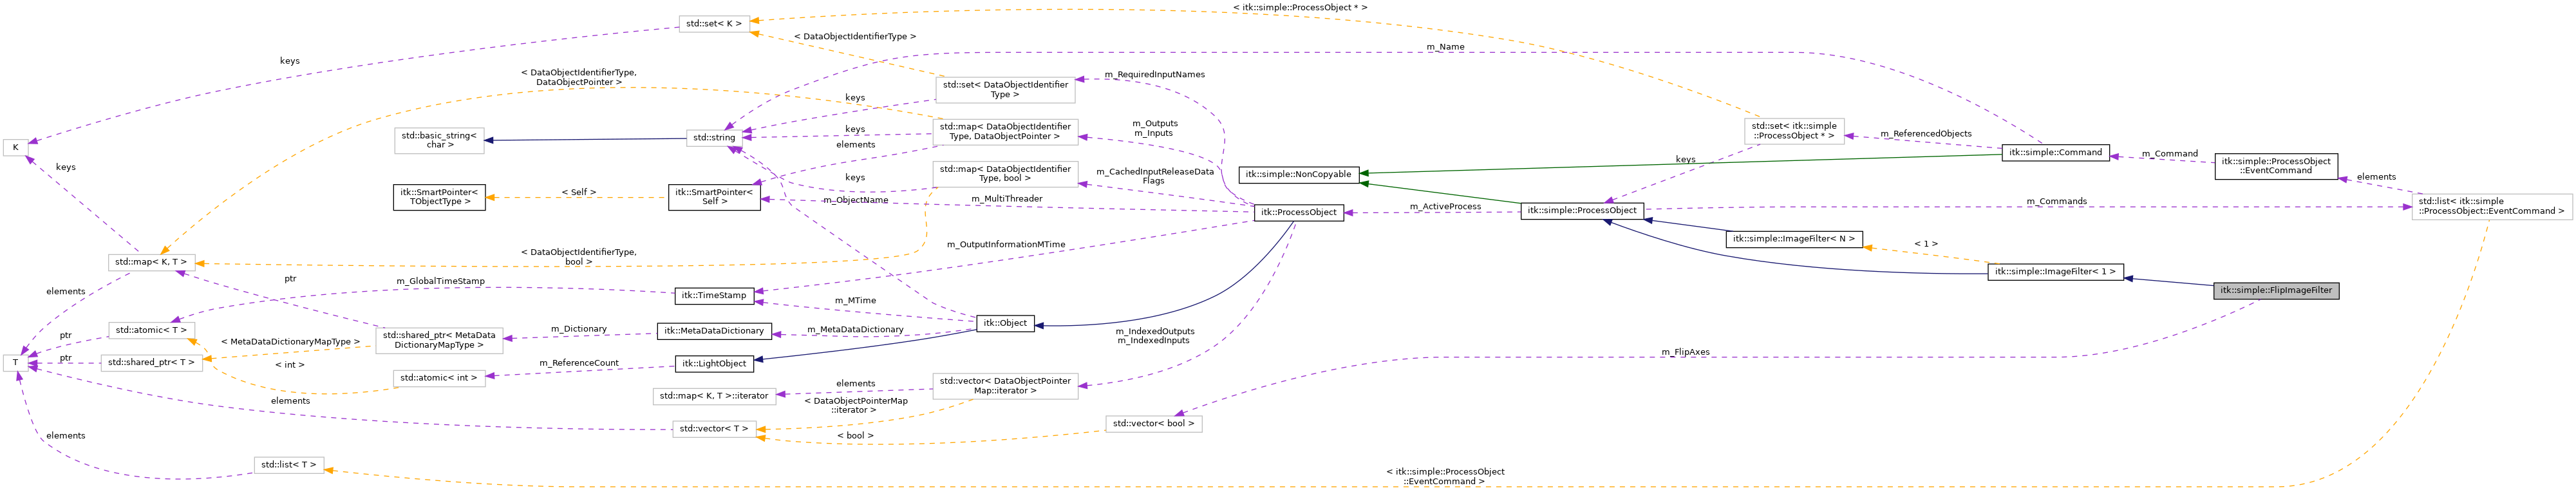 < itk::simple::ProcessObject * >
std::set< K >
< DataObjectIdentifierType >
m_Name
keys
< DataObjectIdentifierType,
DataObjectPointer >
m_RequiredInputNames
std::set< DataObjectIdentifier
Type >
keys
std::basic_string<
char >
std::string
keys
std::map< DataObjectIdentifier
Type, DataObjectPointer >
m_Outputs
m_Inputs
std::set< itk::simple
::ProcessObject * >
m_ReferencedObjects
itk::simple::Command
m_Command
itk::simple::ProcessObject
::EventCommand
K
elements
keys
keys
itk::simple::NonCopyable
std::map< DataObjectIdentifier
Type, bool >
keys
m_CachedInputReleaseData
Flags
elements
itk::SmartPointer<
TObjectType >
< Self >
itk::SmartPointer<
Self >
m_ObjectName
m_MultiThreader
itk::ProcessObject
m_ActiveProcess
itk::simple::ProcessObject
m_Commands
std::list< itk::simple
::ProcessObject::EventCommand >
m_OutputInformationMTime
itk::simple::ImageFilter< N >
< 1 >
< DataObjectIdentifierType,
bool >
std::map< K, T >
itk::simple::ImageFilter< 1 >
ptr
m_GlobalTimeStamp
elements
itk::TimeStamp
m_MTime
itk::simple::FlipImageFilter
itk::Object
std::atomic< T >
ptr
std::shared_ptr< MetaData
DictionaryMapType >
m_Dictionary
itk::MetaDataDictionary
m_MetaDataDictionary
m_IndexedOutputs
m_IndexedInputs
< MetaDataDictionaryMapType >
m_FlipAxes
T
ptr
std::shared_ptr< T >
< int >
m_ReferenceCount
itk::LightObject
std::atomic< int >
elements
std::vector< DataObjectPointer
Map::iterator >
std::map< K, T >::iterator
elements
< DataObjectPointerMap
::iterator >
std::vector< bool >
std::vector< T >
< bool >
elements
std::list< T >
< itk::simple::ProcessObject
::EventCommand >